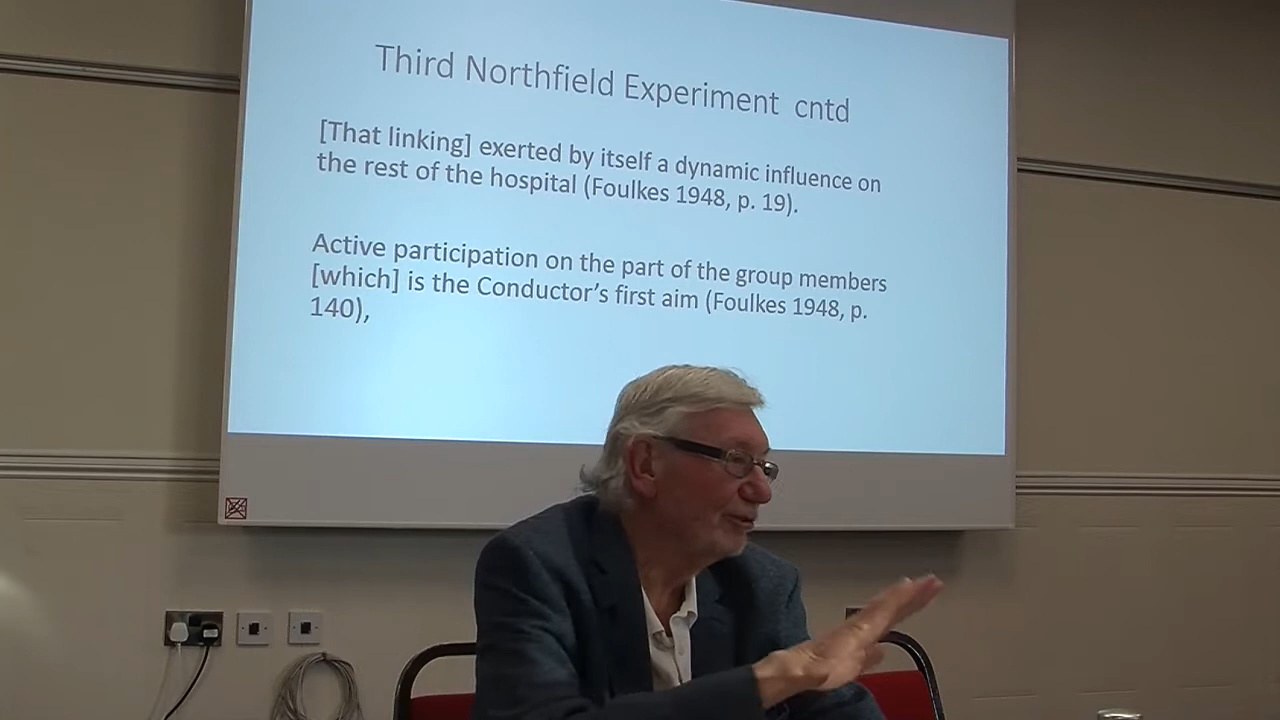 Third Northfield Experiment cntd
[That linking] exerted by itself a dynamic influence on
the rest of the hospital (Foulkes 1948, p. 19).
Active participation on the part of the group members
[which] is the Conductor's first aim (Foulkes 1948, p.
140),